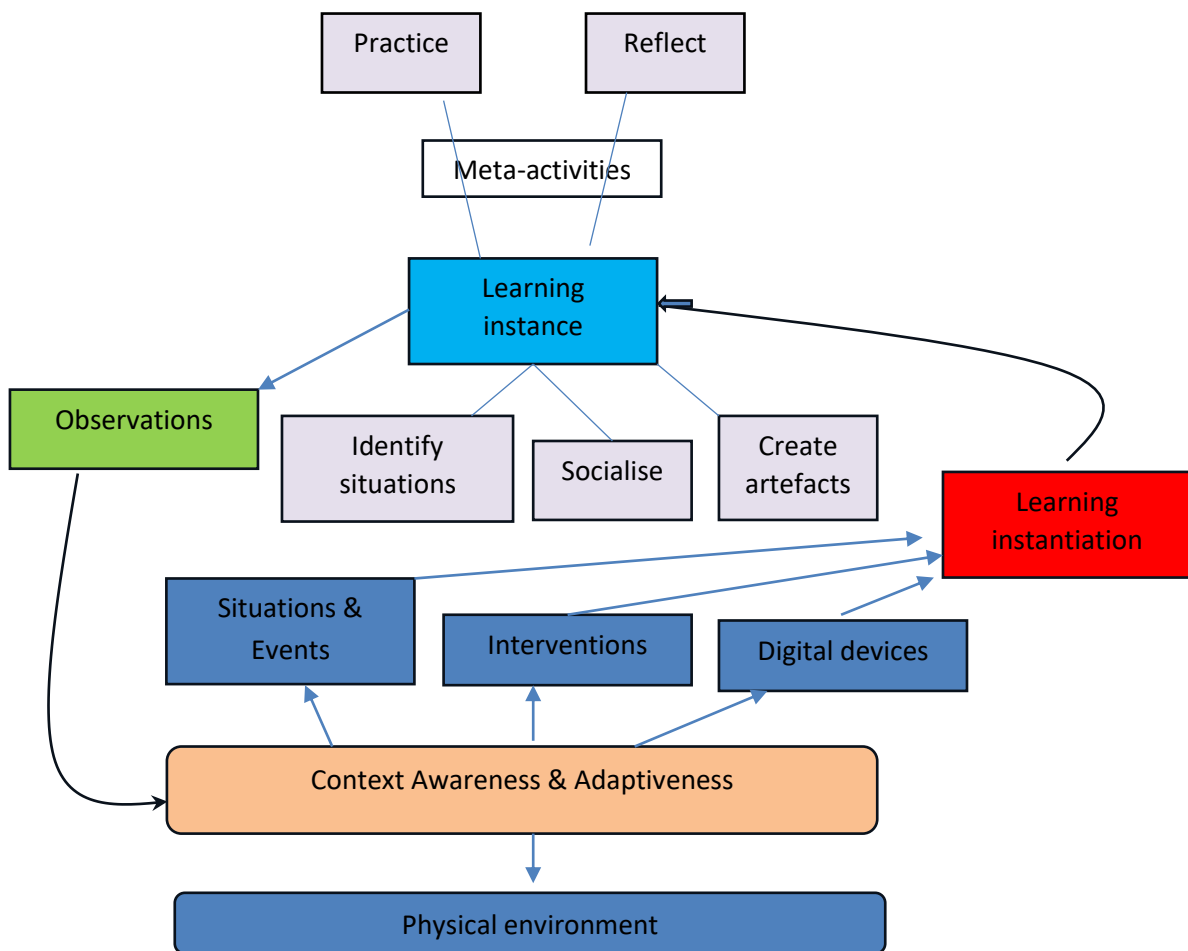 Practice
Reflect
Meta-activities
Learning
instance
Observations
Identify
situations
Socialise
Create
artefacts
Learning
instantiation
Situations &
Events
Interventions
Digital devices
Context Awareness & Adaptiveness
Physical environment